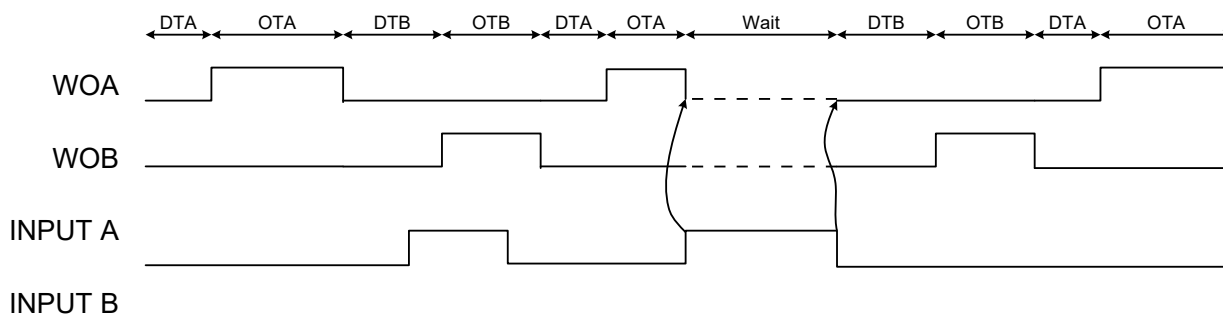 DTA OTA DTB OTB DTA OTA Wait DTB OTB DTA OTA
WOA
WOB
INPUT A
INPUT B